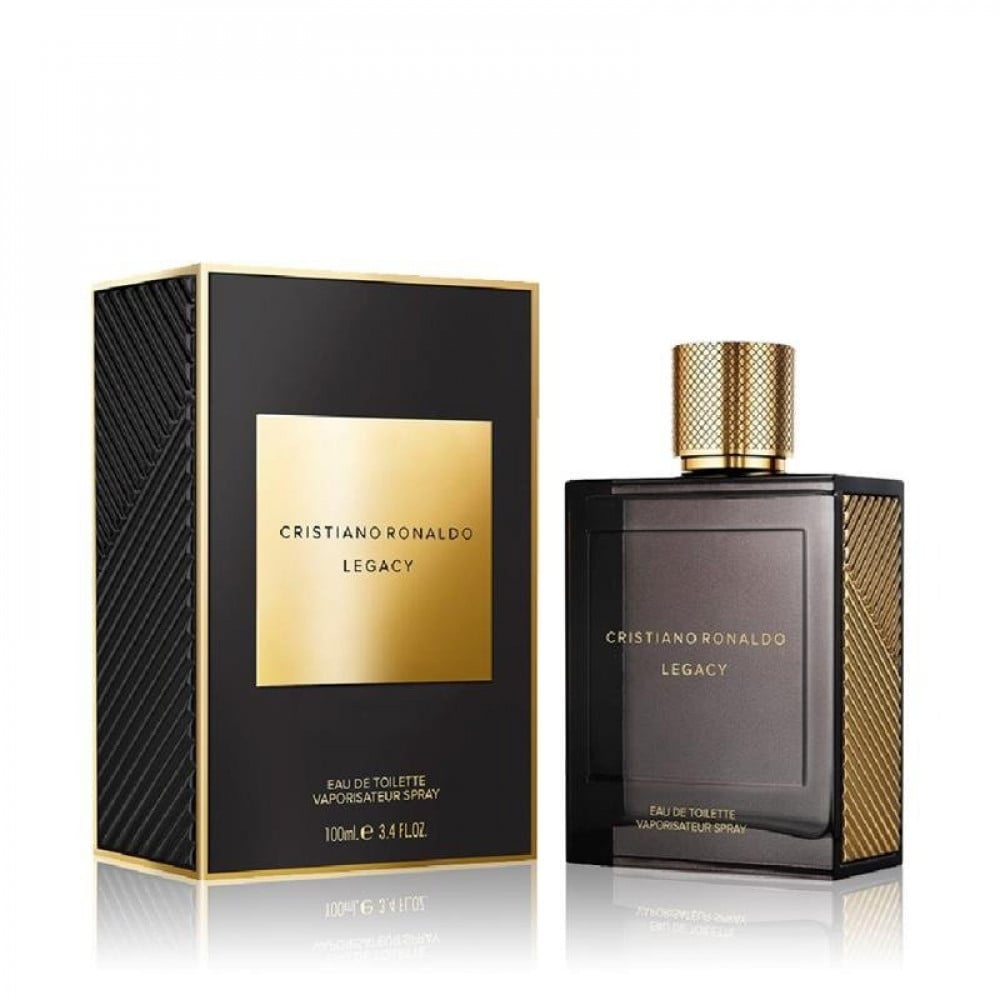 CRISTIANO RONALDO
LEGACY
EAU DE TOILETTE
VAPORISATEUR SPRAY
100ml.℮ 3.4 FL.OZ.
CRISTIANO RONALDO
LEGACY
EAU DE TOILETTE
VAPORISATEUR SPRAY